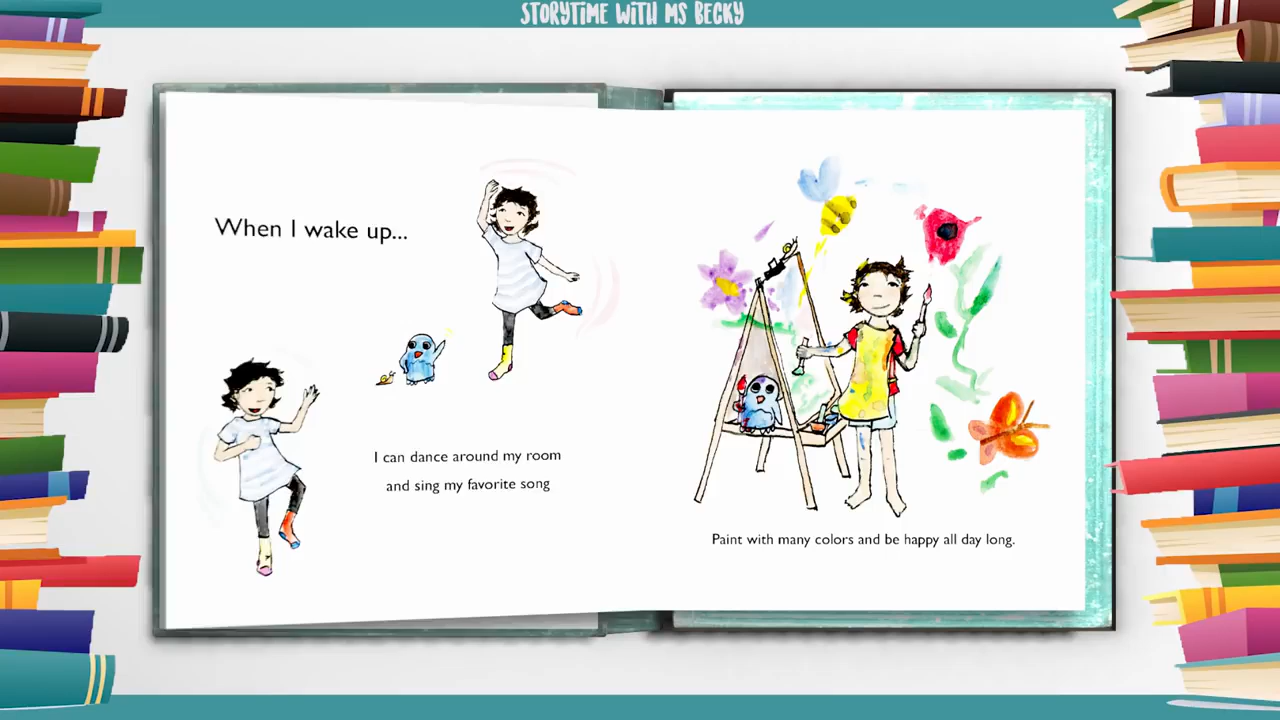 STORYTIME WITH MS BECKY
When I wake up...
I can dance around my room
and sing my favorite song
Paint with many colors and be happy all day long.